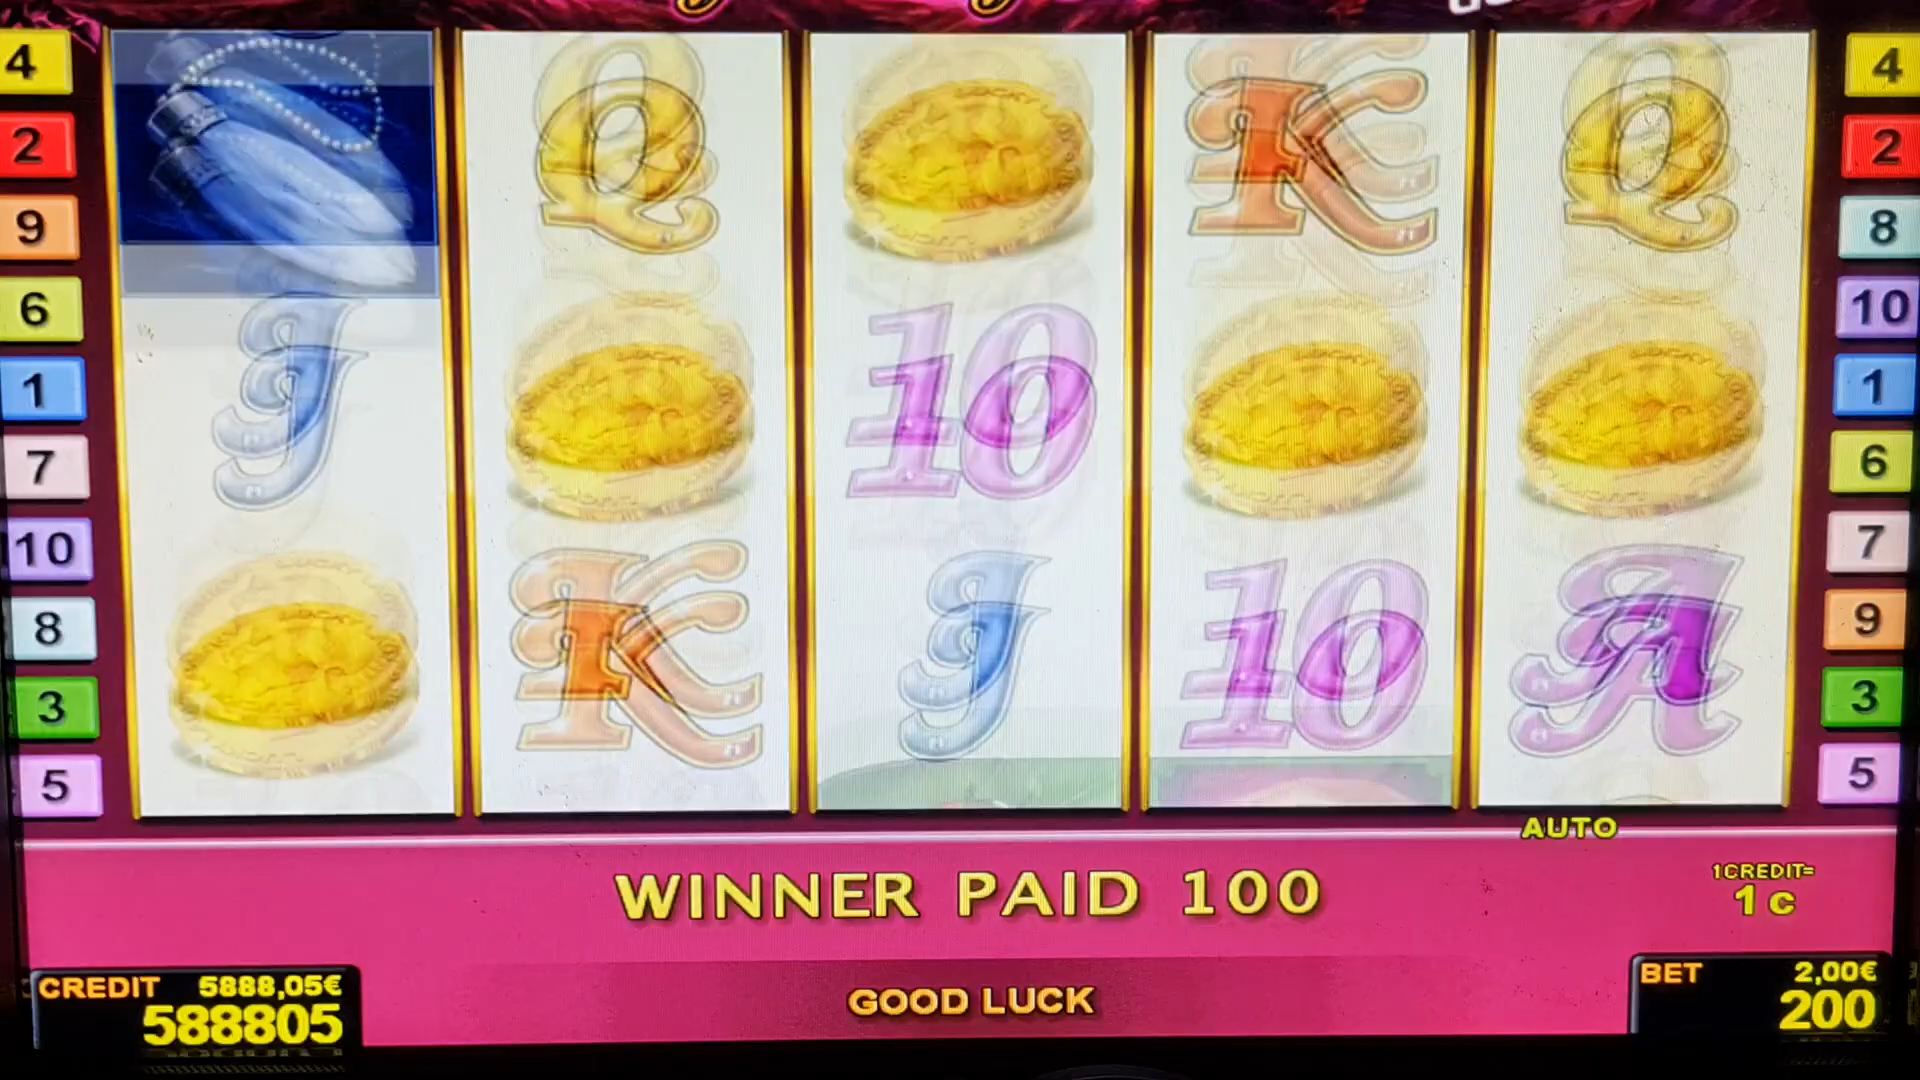 4 4
2 2
9 8
6 10
1 1
7 6
10 7
8 9
3 3
5 5
Q K Q
J 10
K J 10 A
AUTO
WINNER PAID 100
1CREDIT=
1 c
CREDIT 5888,05€
588805
GOOD LUCK
BET 2,00€
200